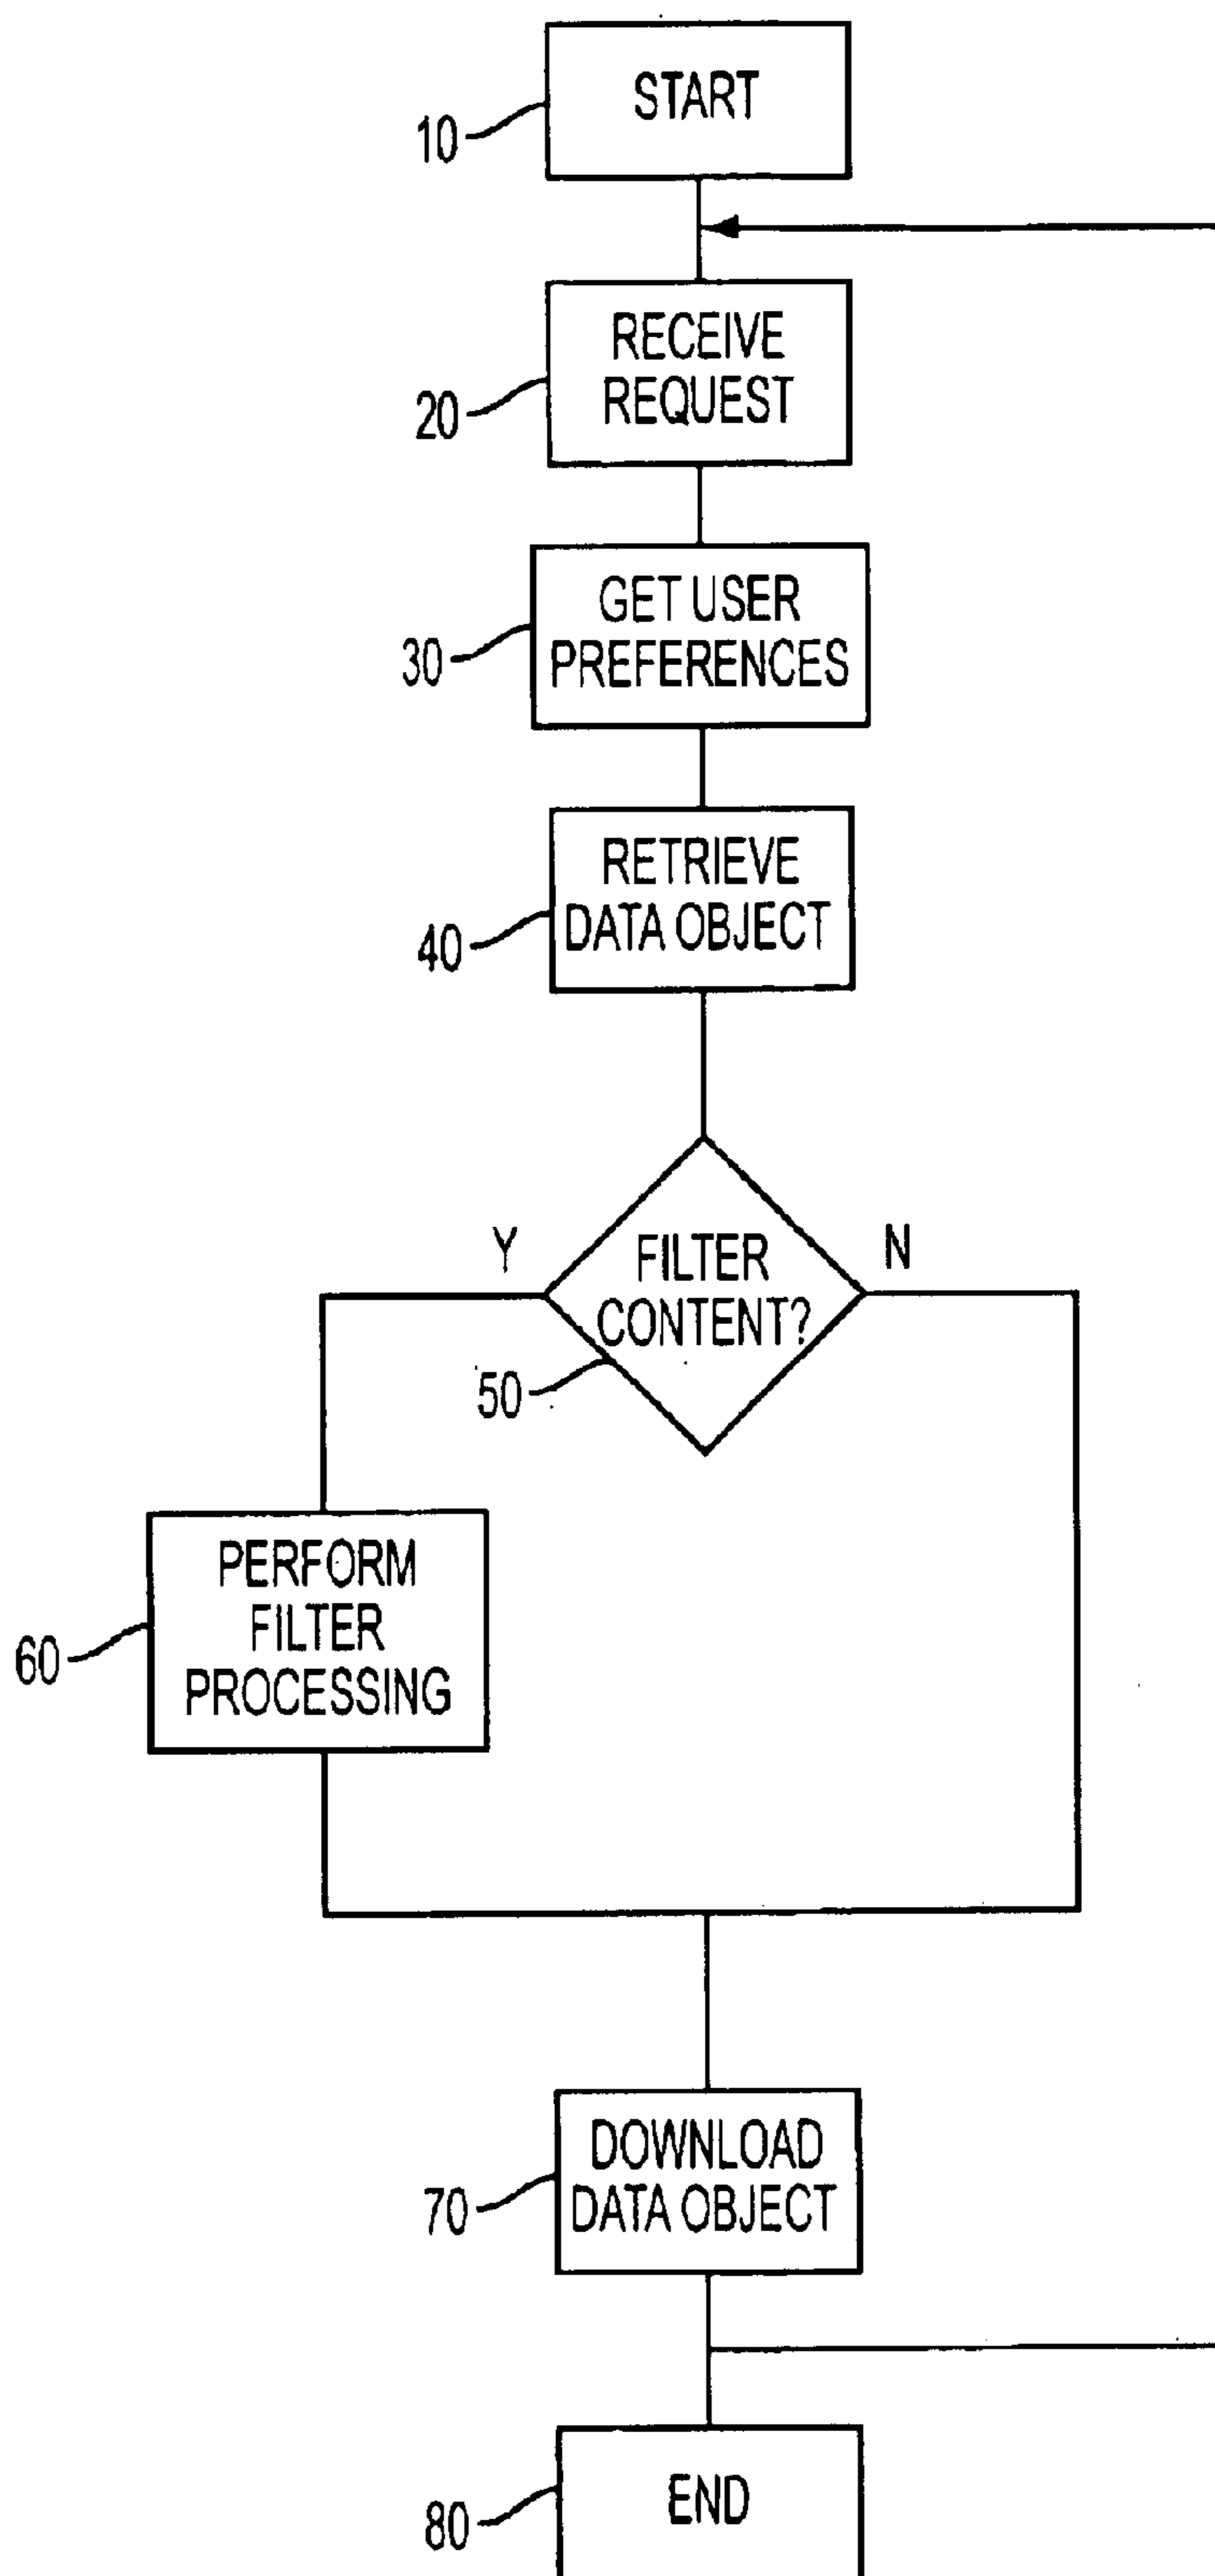 START
10
RECEIVE
REQUEST
20
GET USER
PREFERENCES
30
RETRIEVE
DATA OBJECT
40
Y
N
FILTER
CONTENT?
50
PERFORM
FILTER
PROCESSING
60
DOWNLOAD
DATA OBJECT
70
END
80